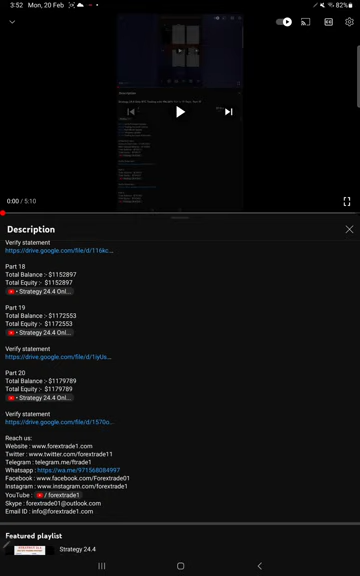 3:52 Mon, 20 Feb
82%
0:00 / 5:10
Description
Verify statement
https://drive.google.com/file/d/116kc...
Part 18
Total Balance :- $1152897
Total Equity :- $1152897
• Strategy 24.4 Onl...
Part 19
Total Balance :- $1172553
Total Equity :- $1172553
• Strategy 24.4 Onl...
Verify statement
https://drive.google.com/file/d/1iyUs...
Part 20
Total Balance :- $1179789
Total Equity :- $1179789
• Strategy 24.4 Onl...
Verify statement
https://drive.google.com/file/d/1570o...
Reach us:
Website : www.forextrade1.com
Twitter : www.twitter.com/forextrade11
Telegram : telegram.me/ftrade1
Whatsapp : https://wa.me/971568084997
Facebook : www.facebook.com/Forextrade01
Instagram : www.instagram.com/forextrade1
YouTube : / forextrade1
Skype : forextrade01@outlook.com
Email ID : info@forextrade1.com
Featured playlist
Strategy 24.4